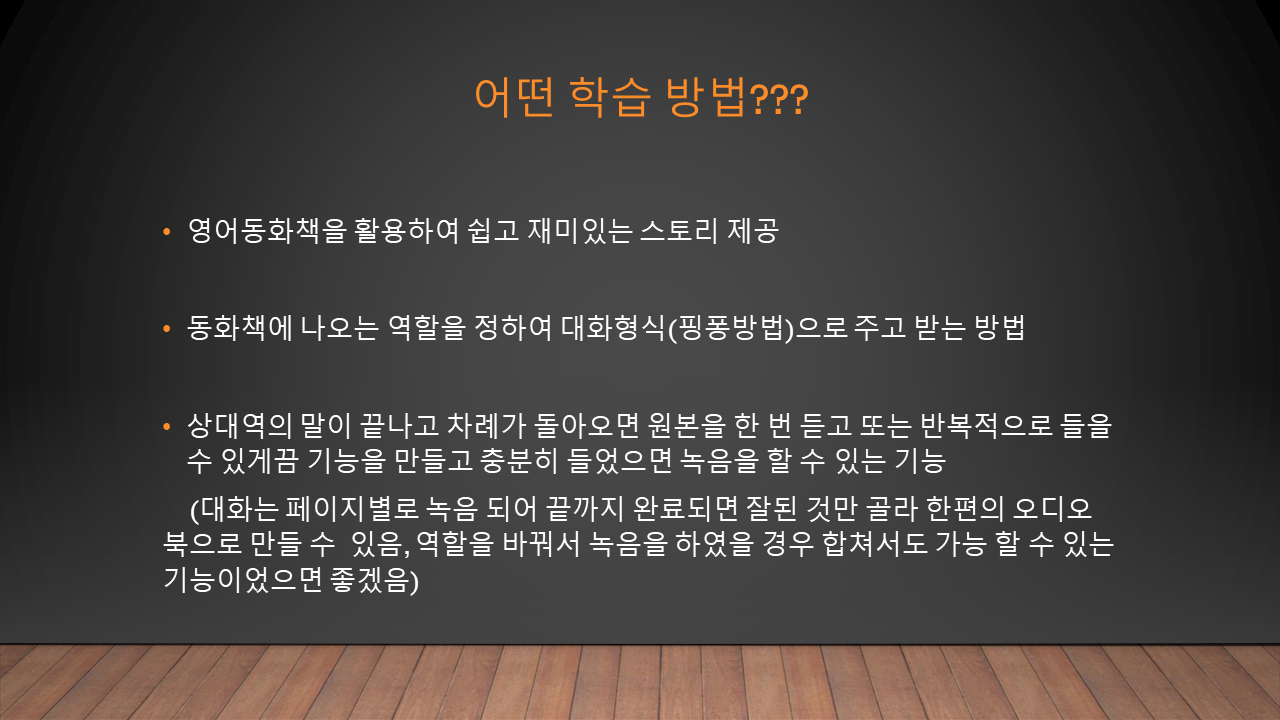 어떤 학습 방법???
• 영어동화책을 활용하여 쉽고 재미있는 스토리 제공
• 동화책에 나오는 역할을 정하여 대화형식(핑퐁방법)으로 주고 받는 방법
• 상대역의 말이 끝나고 차례가 돌아오면 원본을 한 번 듣고 또는 반복적으로 들을
수 있게끔 기능을 만들고 충분히 들었으면 녹음을 할 수 있는 기능
(대화는 페이지별로 녹음 되어 끝까지 완료되면 잘된 것만 골라 한편의 오디오
북으로 만들 수  있음, 역할을 바꿔서 녹음을 하였을 경우 합쳐서도 가능 할 수 있는
기능이었으면 좋겠음)